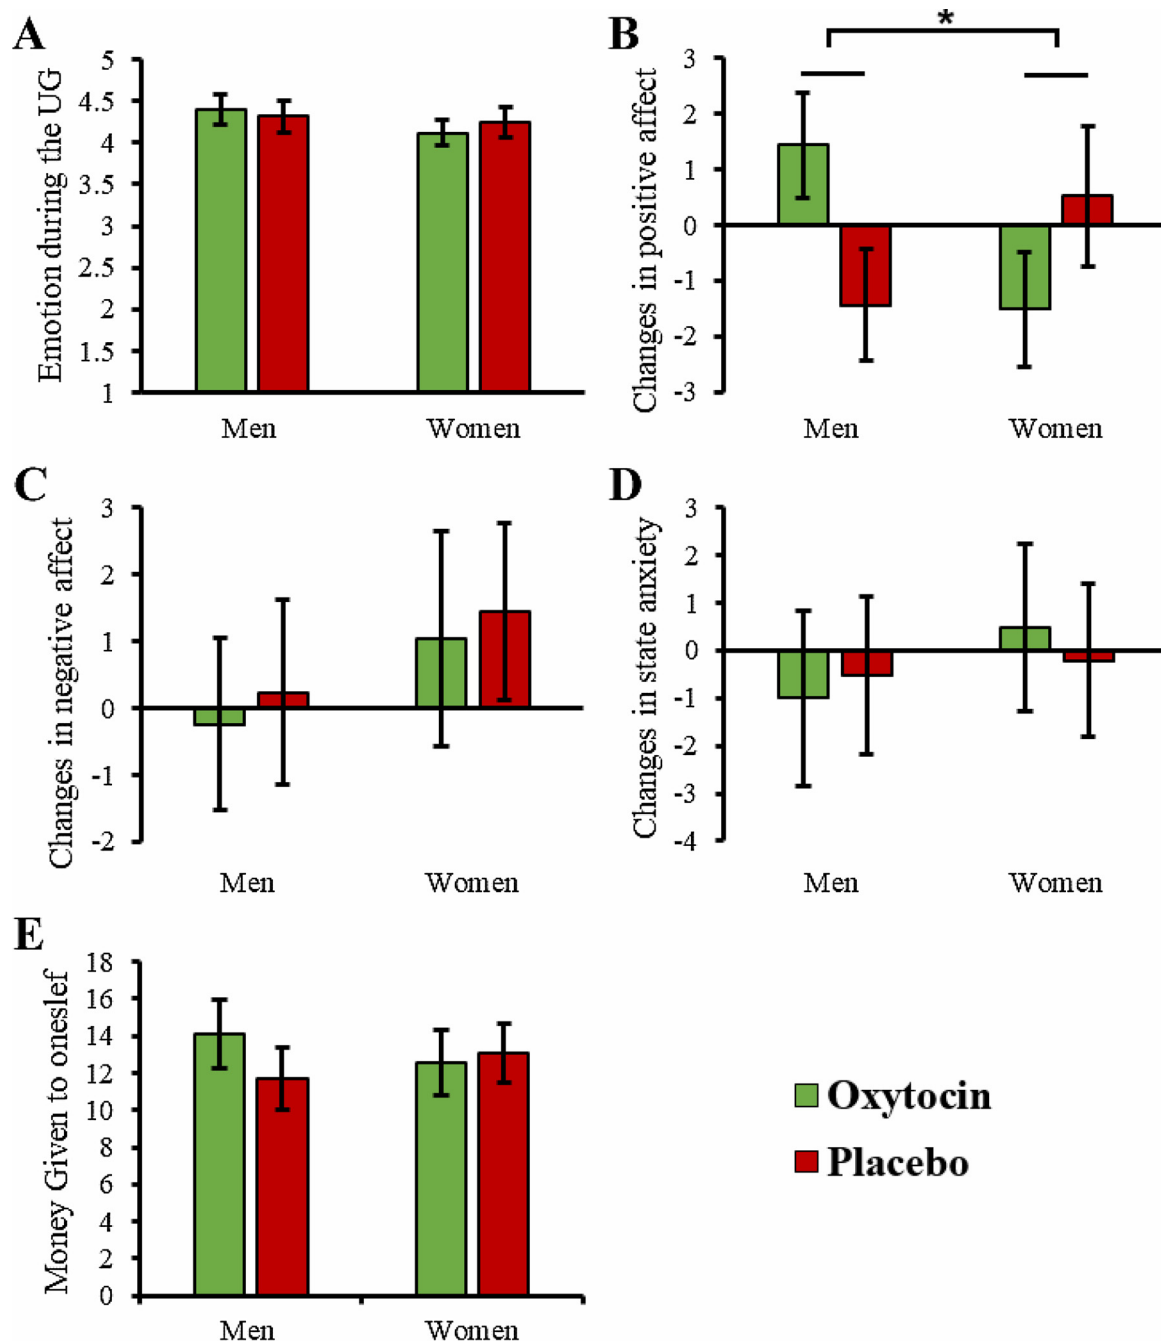 A
Emotion during the UG
5
4.5
4
3.5
3
2.5
2
1.5
1
Men
Women
B
*
Changes in positive affect
3
2
1
0
-1
-2
-3
Men
Women
C
Changes in negative affect
3
2
1
0
-1
-2
Men
Women
D
Changes in state anxiety
3
2
1
0
-1
-2
-3
-4
Men
Women
E
Money Given to oneslef
18
16
14
12
10
8
6
4
2
0
Men
Women
Oxytocin
Placebo